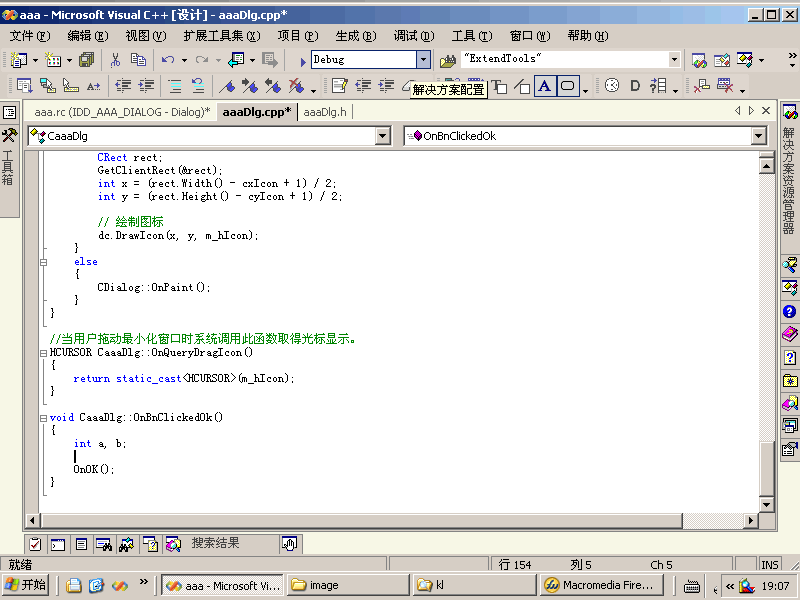 aaa - Microsoft Visual C++ [设计] - aaaDlg.cpp*
文件(F) 编辑(E) 视图(V) 扩展工具集(X) 项目(P) 生成(B) 调试(D) 工具(T) 窗口(W) 帮助(H)
Debug "ExtendTools"
解决方案配置
aaa.rc (IDD_AAA_DIALOG - Dialog)* aaaDlg.cpp* aaaDlg.h
CaaaDlg OnBnClickedOk
工具箱
解决方案资源管理器
CRect rect;
GetClientRect(&rect);
int x = (rect.Width() - cxIcon + 1) / 2;
int y = (rect.Height() - cyIcon + 1) / 2;
// 绘制图标
dc.DrawIcon(x, y, m_hIcon);
}
else
{
CDialog::OnPaint();
}
}
//当用户拖动最小化窗口时系统调用此函数取得光标显示。
HCURSOR CaaaDlg::OnQueryDragIcon()
{
return static_cast<HCURSOR>(m_hIcon);
}
void CaaaDlg::OnBnClickedOk()
{
int a, b;
OnOK();
}
搜索结果
就绪 行 154 列 5 Ch 5 INS
开始 aaa - Microsoft Vi... image kl Macromedia Fire... 19:07